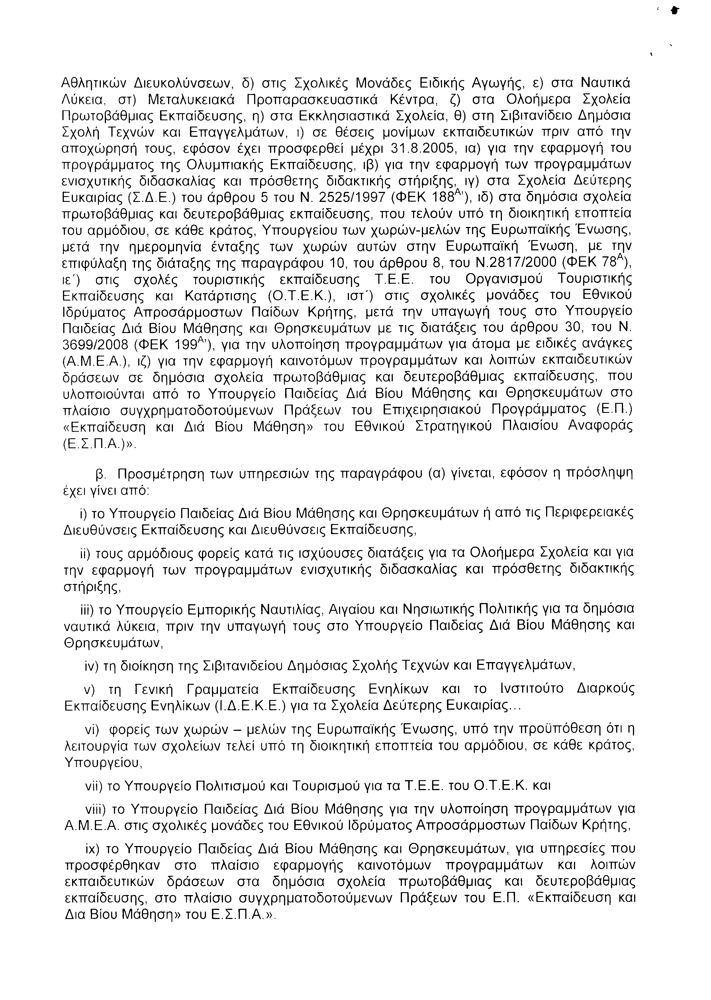 Αθλητικών Διευκολύνσεων, δ) στις Σχολικές Μονάδες Ειδικής Αγωγής, ε) στα Ναυτικά
Λύκεια, στ) Μεταλυκειακά Προπαρασκευαστικά Κέντρα, ζ) στα Ολοήμερα Σχολεία
Πρωτοβάθμιας Εκπαίδευσης, η) στα Εκκλησιαστικά Σχολεία, θ) στη Σιβιτανίδειο Δημόσια
Σχολή Τεχνών και Επαγγελμάτων, ι) σε θέσεις μονίμων εκπαιδευτικών πριν από την
αποχώρησή τους, εφόσον έχει προσφερθεί μέχρι 31.8.2005, ια) για την εφαρμογή του
προγράμματος της Ολυμπιακής Εκπαίδευσης, ιβ) για την εφαρμογή των προγραμμάτων
ενισχυτικής διδασκαλίας και πρόσθετης διδακτικής στήριξης, ιγ) στα Σχολεία Δεύτερης
Ευκαιρίας (Σ.Δ.Ε.) του άρθρου 5 του Ν. 2525/1997 (ΦΕΚ 188Α’), ιδ) στα δημόσια σχολεία
πρωτοβάθμιας και δευτεροβάθμιας εκπαίδευσης, που τελούν υπό τη διοικητική εποπτεία
του αρμόδιου, σε κάθε κράτος, Υπουργείου των χωρών-μελών της Ευρωπαϊκής Ένωσης,
μετά την ημερομηνία ένταξης των χωρών αυτών στην Ευρωπαϊκή Ένωση, με την
επιφύλαξη της διάταξης της παραγράφου 10, του άρθρου 8, του Ν.2817/2000 (ΦΕΚ 78Α),
ιε΄) στις σχολές τουριστικής εκπαίδευσης Τ.Ε.Ε. του Οργανισμού Τουριστικής
Εκπαίδευσης και Κατάρτισης (Ο.Τ.Ε.Κ.), ιστ΄) στις σχολικές μονάδες του Εθνικού
Ιδρύματος Απροσάρμοστων Παίδων Κρήτης, μετά την υπαγωγή τους στο Υπουργείο
Παιδείας Διά Βίου Μάθησης και Θρησκευμάτων με τις διατάξεις του άρθρου 30, του Ν.
3699/2008 (ΦΕΚ 199Α’), για την υλοποίηση προγραμμάτων για άτομα με ειδικές ανάγκες
(Α.Μ.Ε.Α.), ιζ) για την εφαρμογή καινοτόμων προγραμμάτων και λοιπών εκπαιδευτικών
δράσεων σε δημόσια σχολεία πρωτοβάθμιας και δευτεροβάθμιας εκπαίδευσης, που
υλοποιούνται από το Υπουργείο Παιδείας Διά Βίου Μάθησης και Θρησκευμάτων στο
πλαίσιο συγχρηματοδοτούμενων Πράξεων του Επιχειρησιακού Προγράμματος (Ε.Π.)
«Εκπαίδευση και Διά Βίου Μάθηση» του Εθνικού Στρατηγικού Πλαισίου Αναφοράς
(Ε.Σ.Π.Α.)».
β. Προσμέτρηση των υπηρεσιών της παραγράφου (α) γίνεται, εφόσον η πρόσληψη
έχει γίνει από:
i) το Υπουργείο Παιδείας Διά Βίου Μάθησης και Θρησκευμάτων ή από τις Περιφερειακές
Διευθύνσεις Εκπαίδευσης και Διευθύνσεις Εκπαίδευσης,
ii) τους αρμόδιους φορείς κατά τις ισχύουσες διατάξεις για τα Ολοήμερα Σχολεία και για
την εφαρμογή των προγραμμάτων ενισχυτικής διδασκαλίας και πρόσθετης διδακτικής
στήριξης,
iii) το Υπουργείο Εμπορικής Ναυτιλίας, Αιγαίου και Νησιωτικής Πολιτικής για τα δημόσια
ναυτικά λύκεια, πριν την υπαγωγή τους στο Υπουργείο Παιδείας Διά Βίου Μάθησης και
Θρησκευμάτων,
iv) τη διοίκηση της Σιβιτανιδείου Δημόσιας Σχολής Τεχνών και Επαγγελμάτων,
v) τη Γενική Γραμματεία Εκπαίδευσης Ενηλίκων και το Ινστιτούτο Διαρκούς
Εκπαίδευσης Ενηλίκων (Ι.Δ.Ε.Κ.Ε.) για τα Σχολεία Δεύτερης Ευκαιρίας...
vi) φορείς των χωρών – μελών της Ευρωπαϊκής Ένωσης, υπό την προϋπόθεση ότι η
λειτουργία των σχολείων τελεί υπό τη διοικητική εποπτεία του αρμόδιου, σε κάθε κράτος,
Υπουργείου,
vii) το Υπουργείο Πολιτισμού και Τουρισμού για τα Τ.Ε.Ε. του Ο.Τ.Ε.Κ. και
viii) το Υπουργείο Παιδείας Διά Βίου Μάθησης για την υλοποίηση προγραμμάτων για
Α.Μ.Ε.Α. στις σχολικές μονάδες του Εθνικού Ιδρύματος Απροσάρμοστων Παίδων Κρήτης,
ix) το Υπουργείο Παιδείας Διά Βίου Μάθησης και Θρησκευμάτων, για υπηρεσίες που
προσφέρθηκαν στο πλαίσιο εφαρμογής καινοτόμων προγραμμάτων και λοιπών
εκπαιδευτικών δράσεων στα δημόσια σχολεία πρωτοβάθμιας και δευτεροβάθμιας
εκπαίδευσης, στο πλαίσιο συγχρηματοδοτούμενων Πράξεων του Ε.Π. «Εκπαίδευση και
Δια Βίου Μάθηση» του Ε.Σ.Π.Α.».